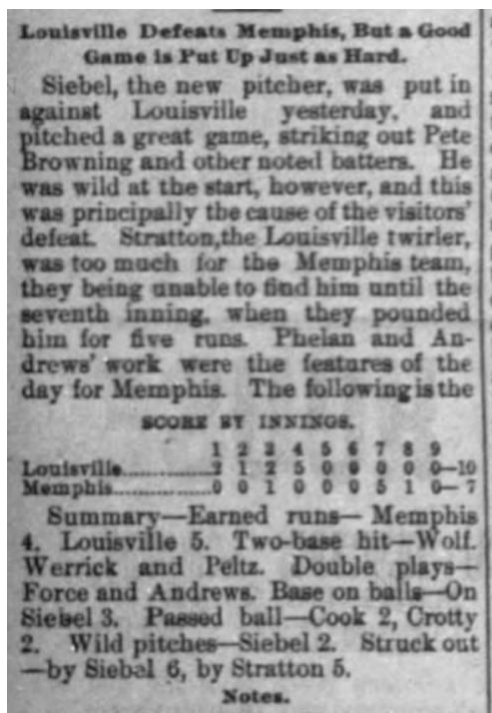 Louisville Defeats Memphis, But a Good
Game is Put Up Just as Hard.
Siebel, the new pitcher, was put in
against Louisville yesterday, and
pitched a great game, striking out Pete
Browning and other noted batters. He
was wild at the start, however, and this
was principally the cause of the visitors'
defeat. Stratton, the Louisville twirler,
was too much for the Memphis team,
they being unable to find him until the
seventh inning, when they pounded
him for five runs. Phelan and An-
drews' work were the features of the
day for Memphis. The following is the
SCORE BY INNINGS.
1 2 3 4 5 6 7 8 9
Louisville............2 1 2 5 0 0 0 0 0—10
Memphis............0 0 1 0 0 0 5 1 0— 7
Summary—Earned runs—Memphis
4. Louisville 5. Two-base hit—Wolf.
Werrick and Peltz. Double plays—
Force and Andrews. Base on balls—On
Siebel 3. Passed ball—Cook 2, Crotty
2. Wild pitches—Siebel 2. Struck out
—by Siebel 6, by Stratton 5.
Notes.